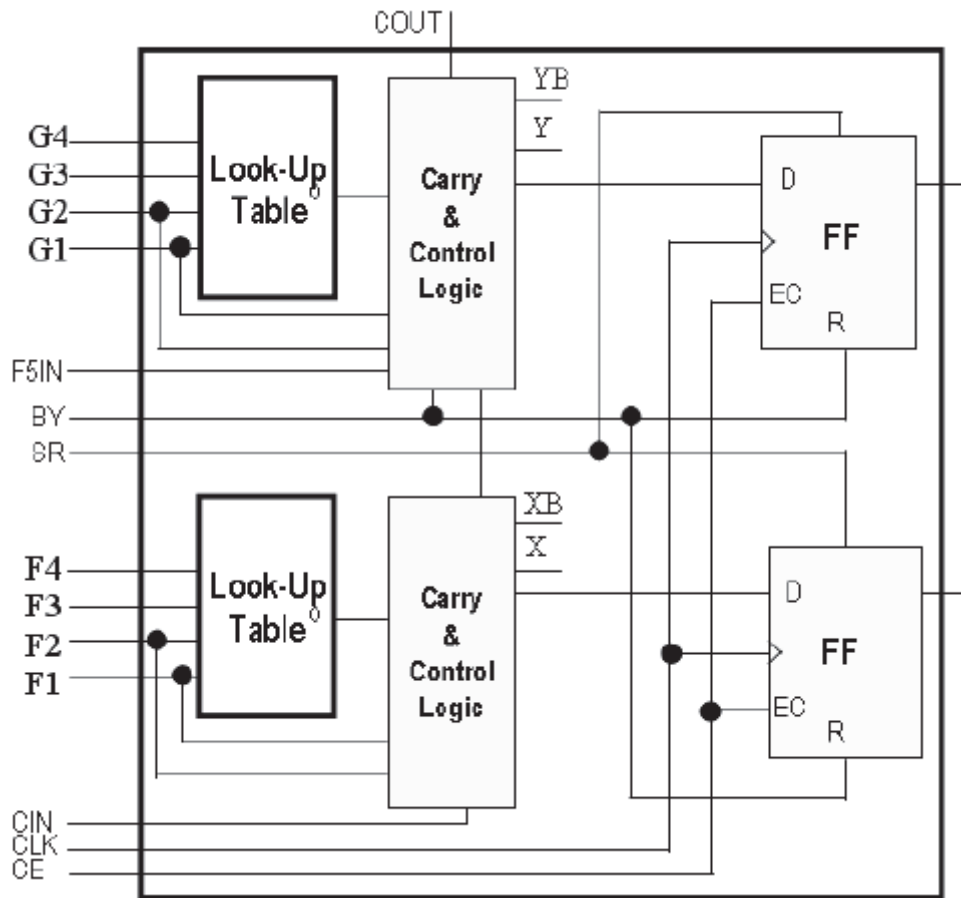 COUT
YB
Y
G4
G3
G2
G1
Look-Up
Table
O
Carry
&
Control
Logic
D
FF
EC
R
F5IN
BY
SR
XB
X
F4
F3
F2
F1
Look-Up
Table
O
Carry
&
Control
Logic
D
FF
EC
R
CIN
CLK
CE